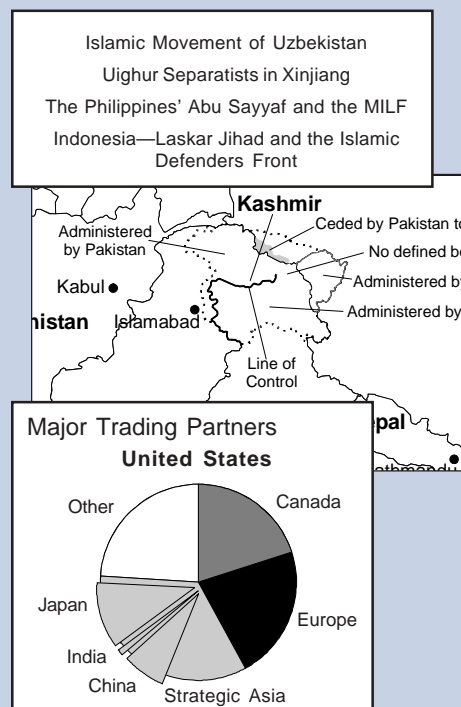 Islamic Movement of Uzbekistan
Uighur Separatists in Xinjiang
The Philippines' Abu Sayyaf and the MILF
Indonesia—Laskar Jihad and the Islamic
Defenders Front
Kashmir
Administered
by Pakistan
Ceded by Pakistan to
No defined
Kabul
Administered by
Islamabad
Administered by
Line of
Control
Major Trading Partners
United States
Other
Canada
Japan
Europe
India
China
Strategic Asia